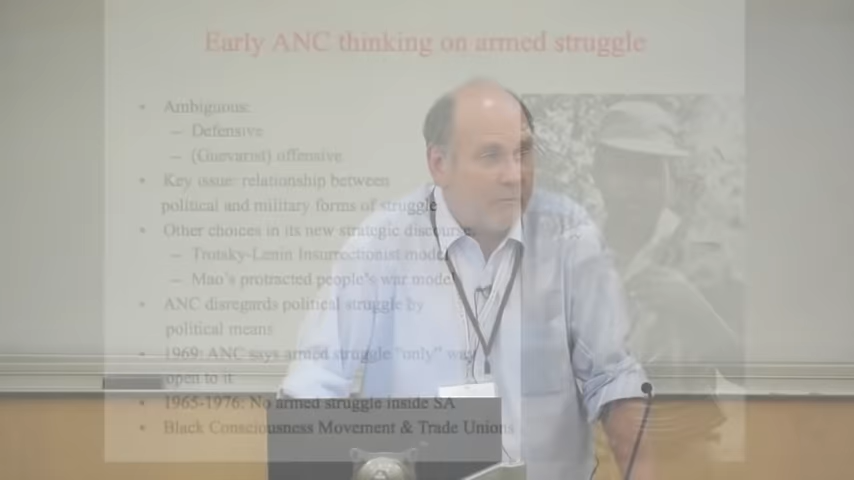 Early ANC thinking on armed struggle
• Ambiguous:
– Defensive
– (Guevarist) offensive
• Key issue: relationship between
political and military forms of struggle
• Other choices in its new strategic discourse:
– Trotsky-Lenin Insurrectionist model
– Mao's protracted people's war model
• ANC disregards political struggle by
political means
• 1969: ANC says armed struggle "only" way
open to it
• 1965-1976: No armed struggle inside SA
• Black Consciousness Movement & Trade Unions